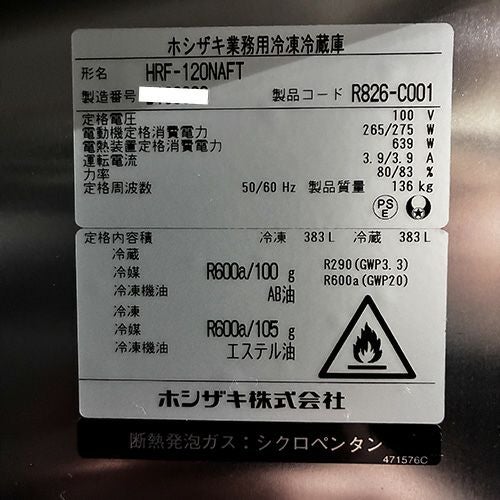 ホシザキ業務用冷凍冷蔵庫
形名 HRF-120NAFT
製造番号 製品コード R826-C001
定格電圧 100 V
電動機定格消費電力 265/275 W
電熱装置定格消費電力 639 W
運転電流 3.9/3.9 A
力率 80/83 %
定格周波数 50/60 Hz 製品質量 136 kg
PS
E
定格内容積 冷凍 383 L 冷蔵 383 L
冷蔵
冷媒 R600a/100 g R290(GWP3.3)
冷凍機油 AB油 R600a(GWP20)
冷凍
冷媒 R600a/105 g
冷凍機油 エステル油
ホシザキ株式会社
断熱発泡ガス：シクロペンタン
471576C